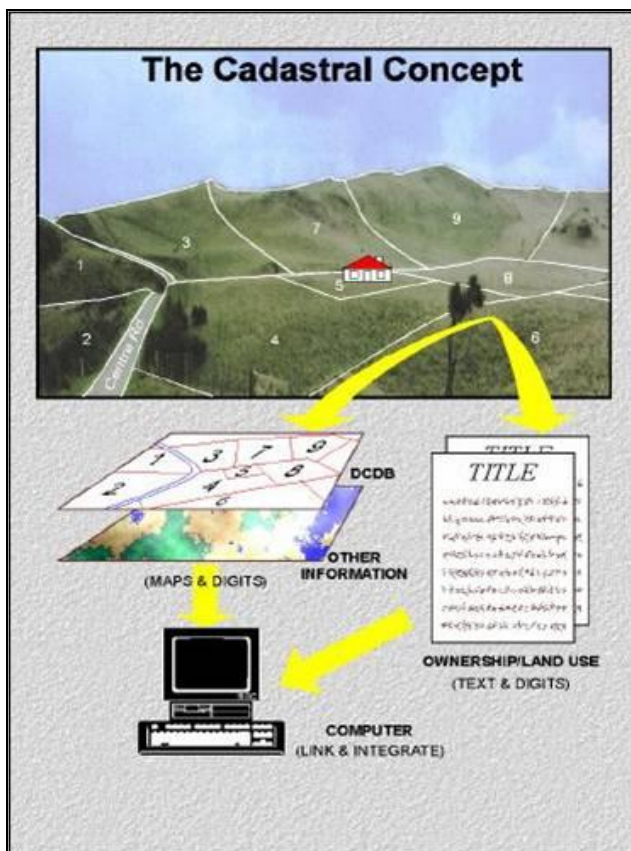 The Cadastral Concept
9
7
3
1
8
5
2
4
6
Centre Rd
1
3
7
9
5
8
2
4
6
DCDB
OTHER
INFORMATION
(MAPS & DIGITS)
TITLE
TITLE
OWNERSHIP/LAND USE
(TEXT & DIGITS)
COMPUTER
(LINK & INTEGRATE)